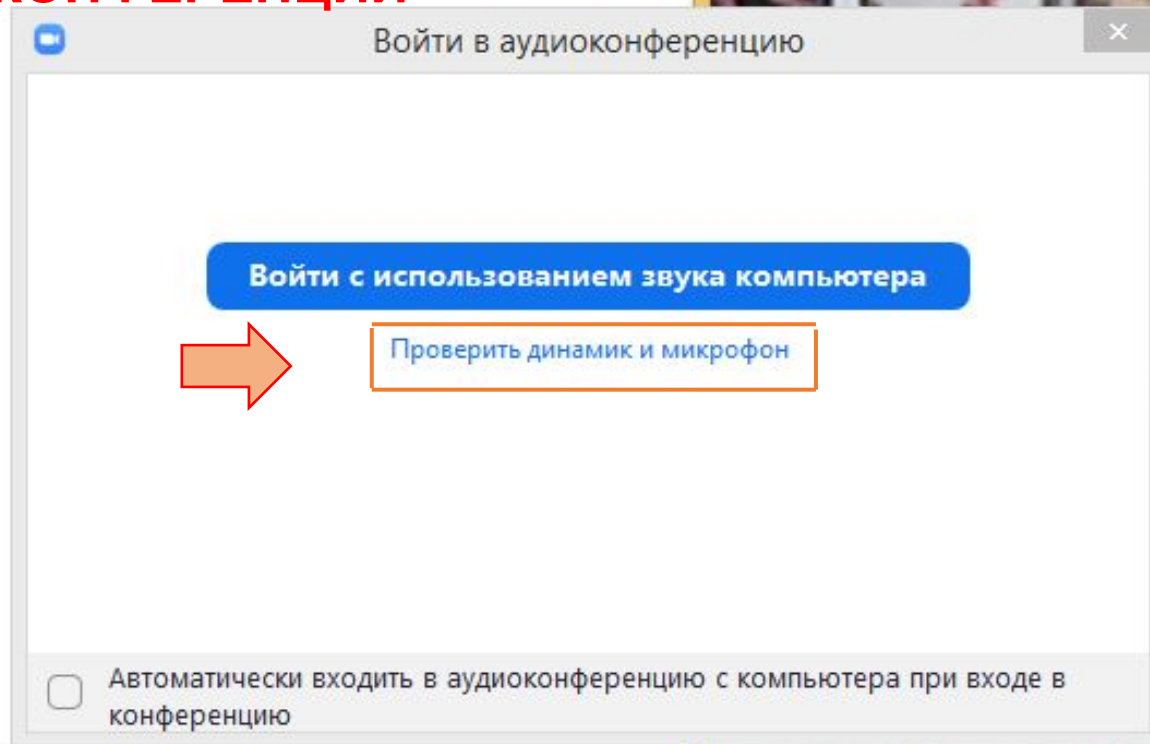 Войти в аудиоконференцию
Войти с использованием звука компьютера
Проверить динамик и микрофон
Автоматически входить в аудиоконференцию с компьютера при входе в
конференцию